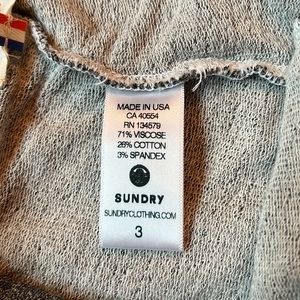 MADE IN USA
CA 40554
RN 134579
71% VISCOSE
26% COTTON
3% SPANDEX
SUNDRY
SUNDRYCLOTHING.COM
3